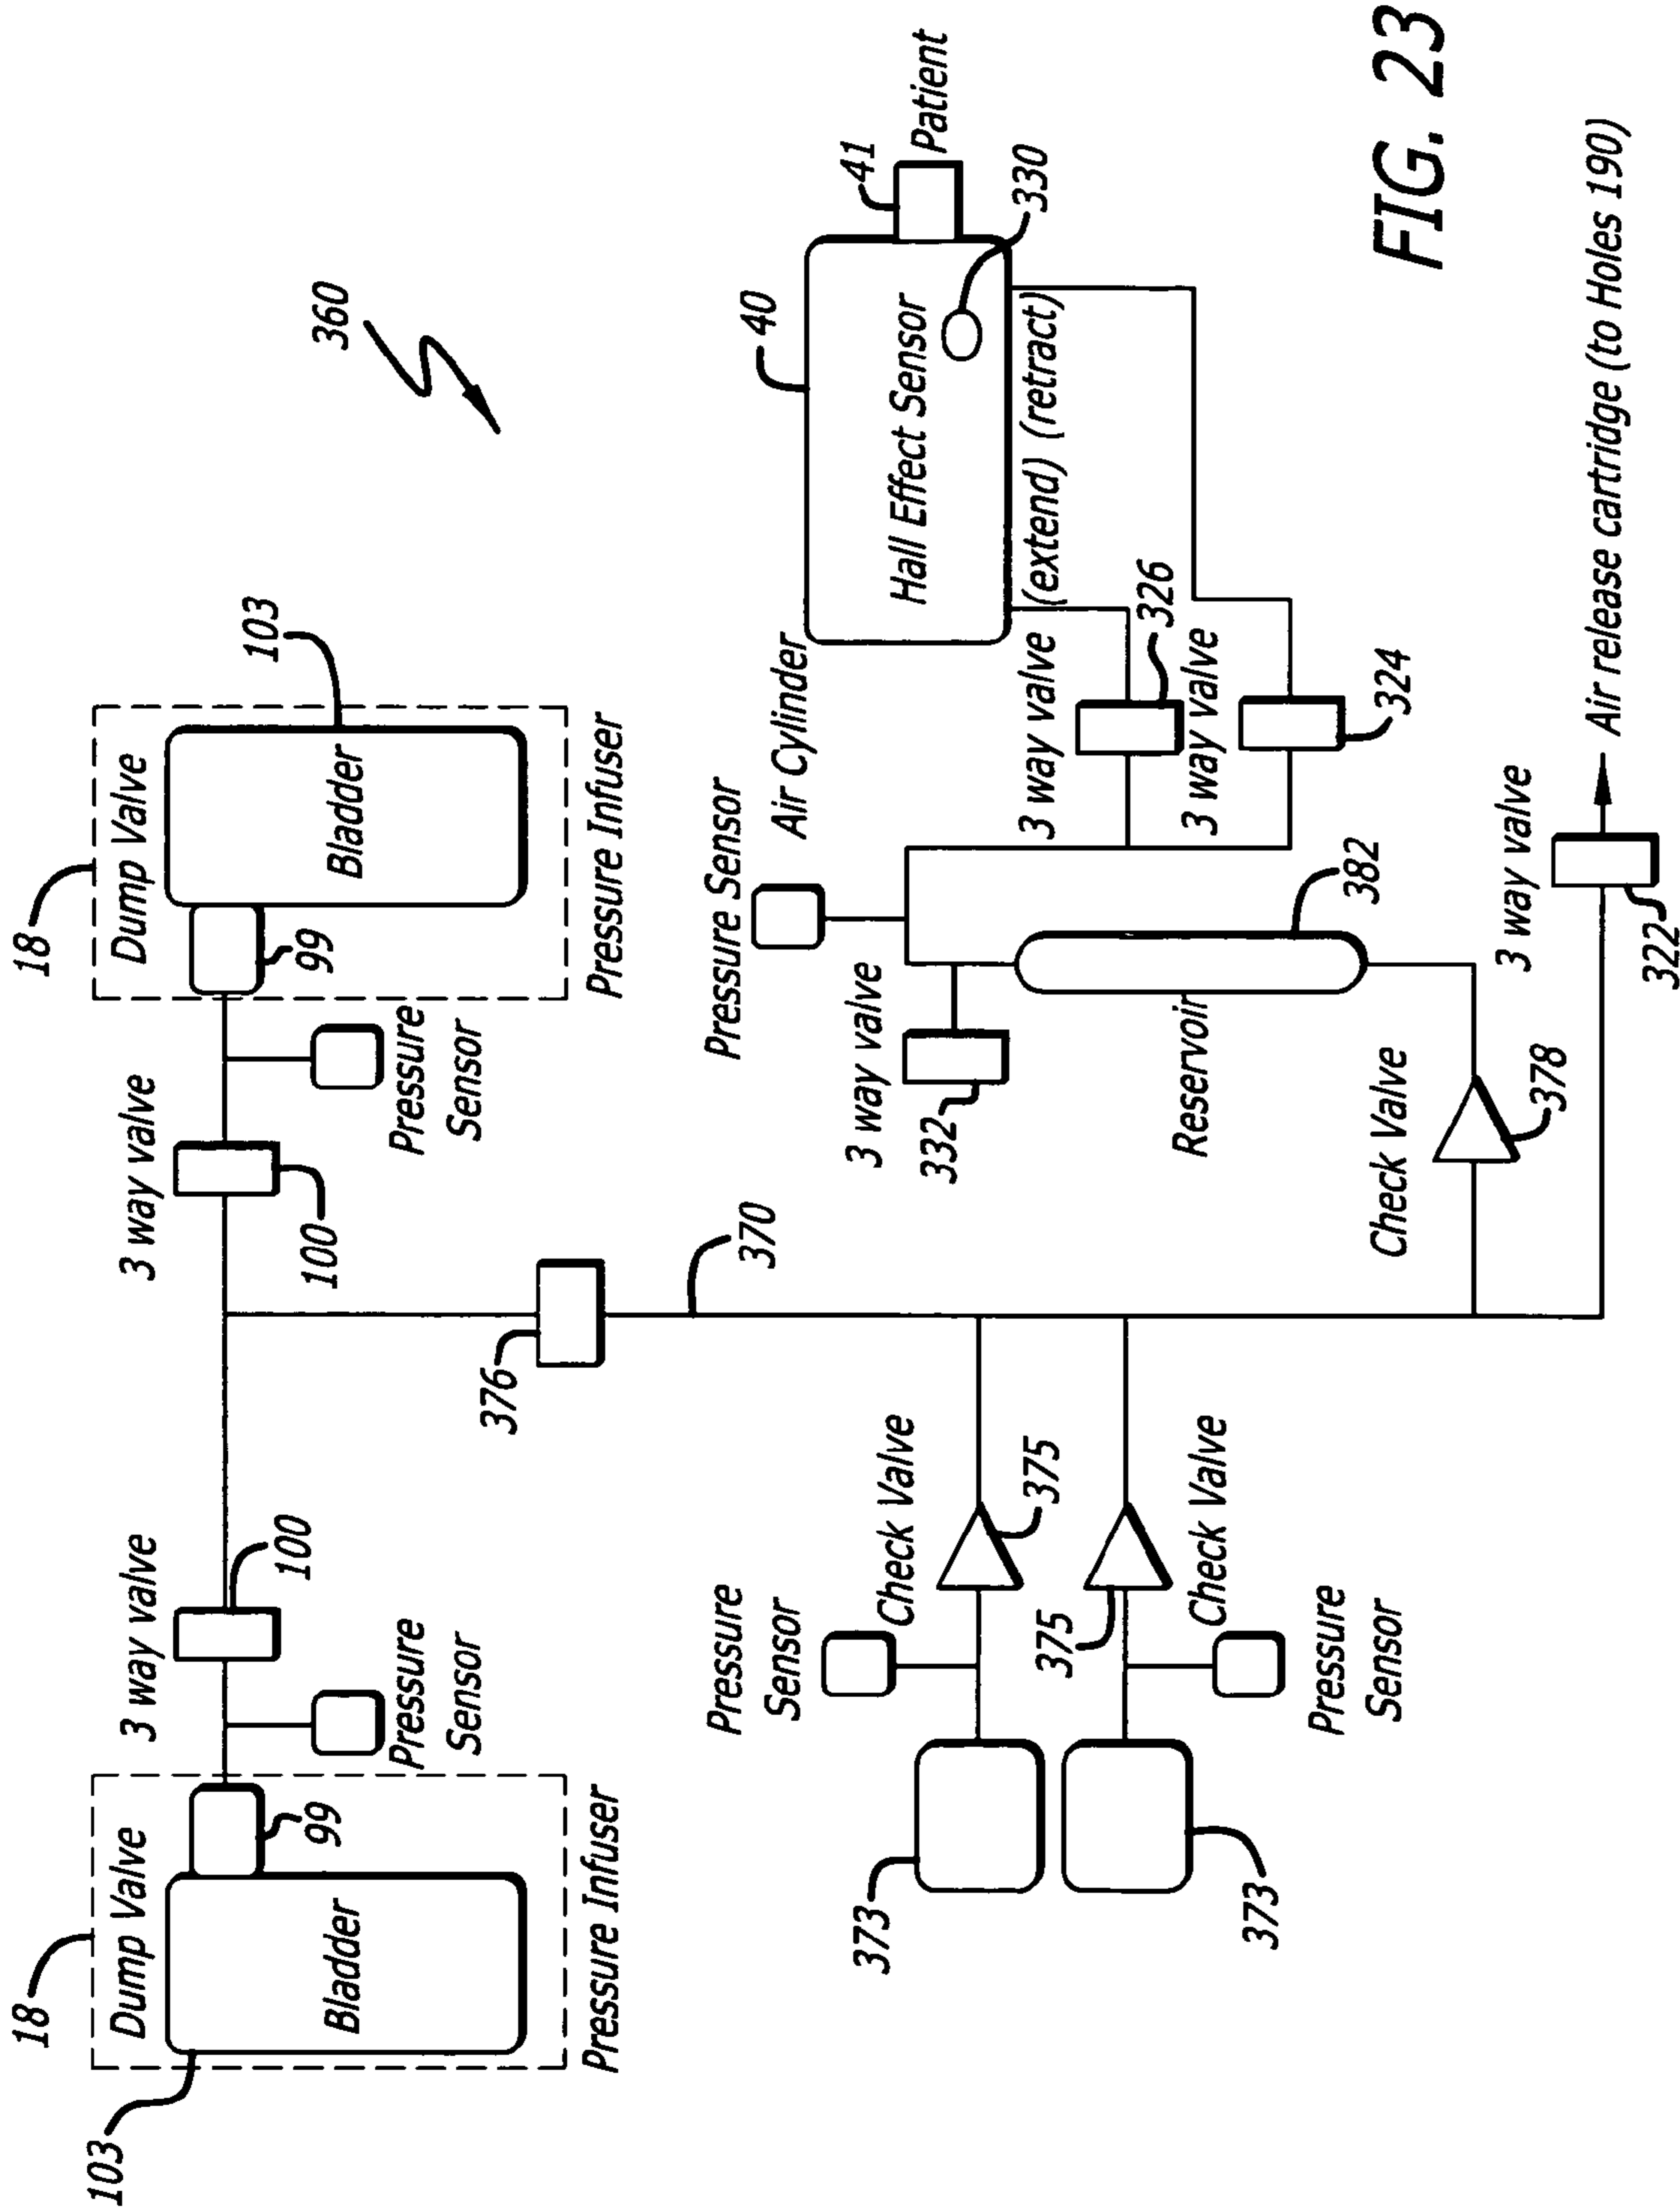 360
18
Dump Valve
103
Bladder
99
Pressure Infuser
3 way valve
100
Pressure
Sensor
3 way valve
100
Pressure
Sensor
18
Dump Valve
99
Bladder
103
Pressure Infuser
376
370
Pressure
Sensor
Check Valve
375
373
375
373
Check Valve
Pressure
Sensor
Pressure Sensor
3 way valve
332
Reservoir
382
Check Valve
378
Air Cylinder
40
Hall Effect Sensor
330
41
Patient
(extend) (retract)
3 way valve
326
3 way valve
324
3 way valve
322
Air release cartridge (to Holes 190)
FIG. 23